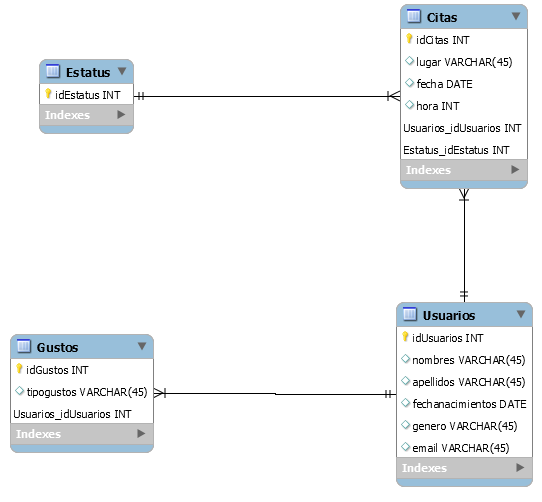 Citas
idCitas INT
lugar VARCHAR(45)
fecha DATE
hora INT
Usuarios_idUsuarios INT
Estatus_idEstatus INT
Indexes
Estatus
idEstatus INT
Indexes
Usuarios
idUsuarios INT
nombres VARCHAR(45)
apellidos VARCHAR(45)
fechanacimientos DATE
genero VARCHAR(45)
email VARCHAR(45)
Indexes
Gustos
idGustos INT
tipogustos VARCHAR(45)
Usuarios_idUsuarios INT
Indexes